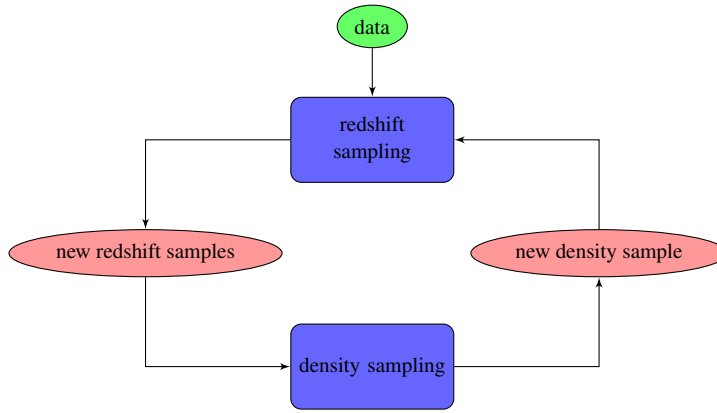 data
redshift
sampling
new redshift samples
new density sample
density sampling